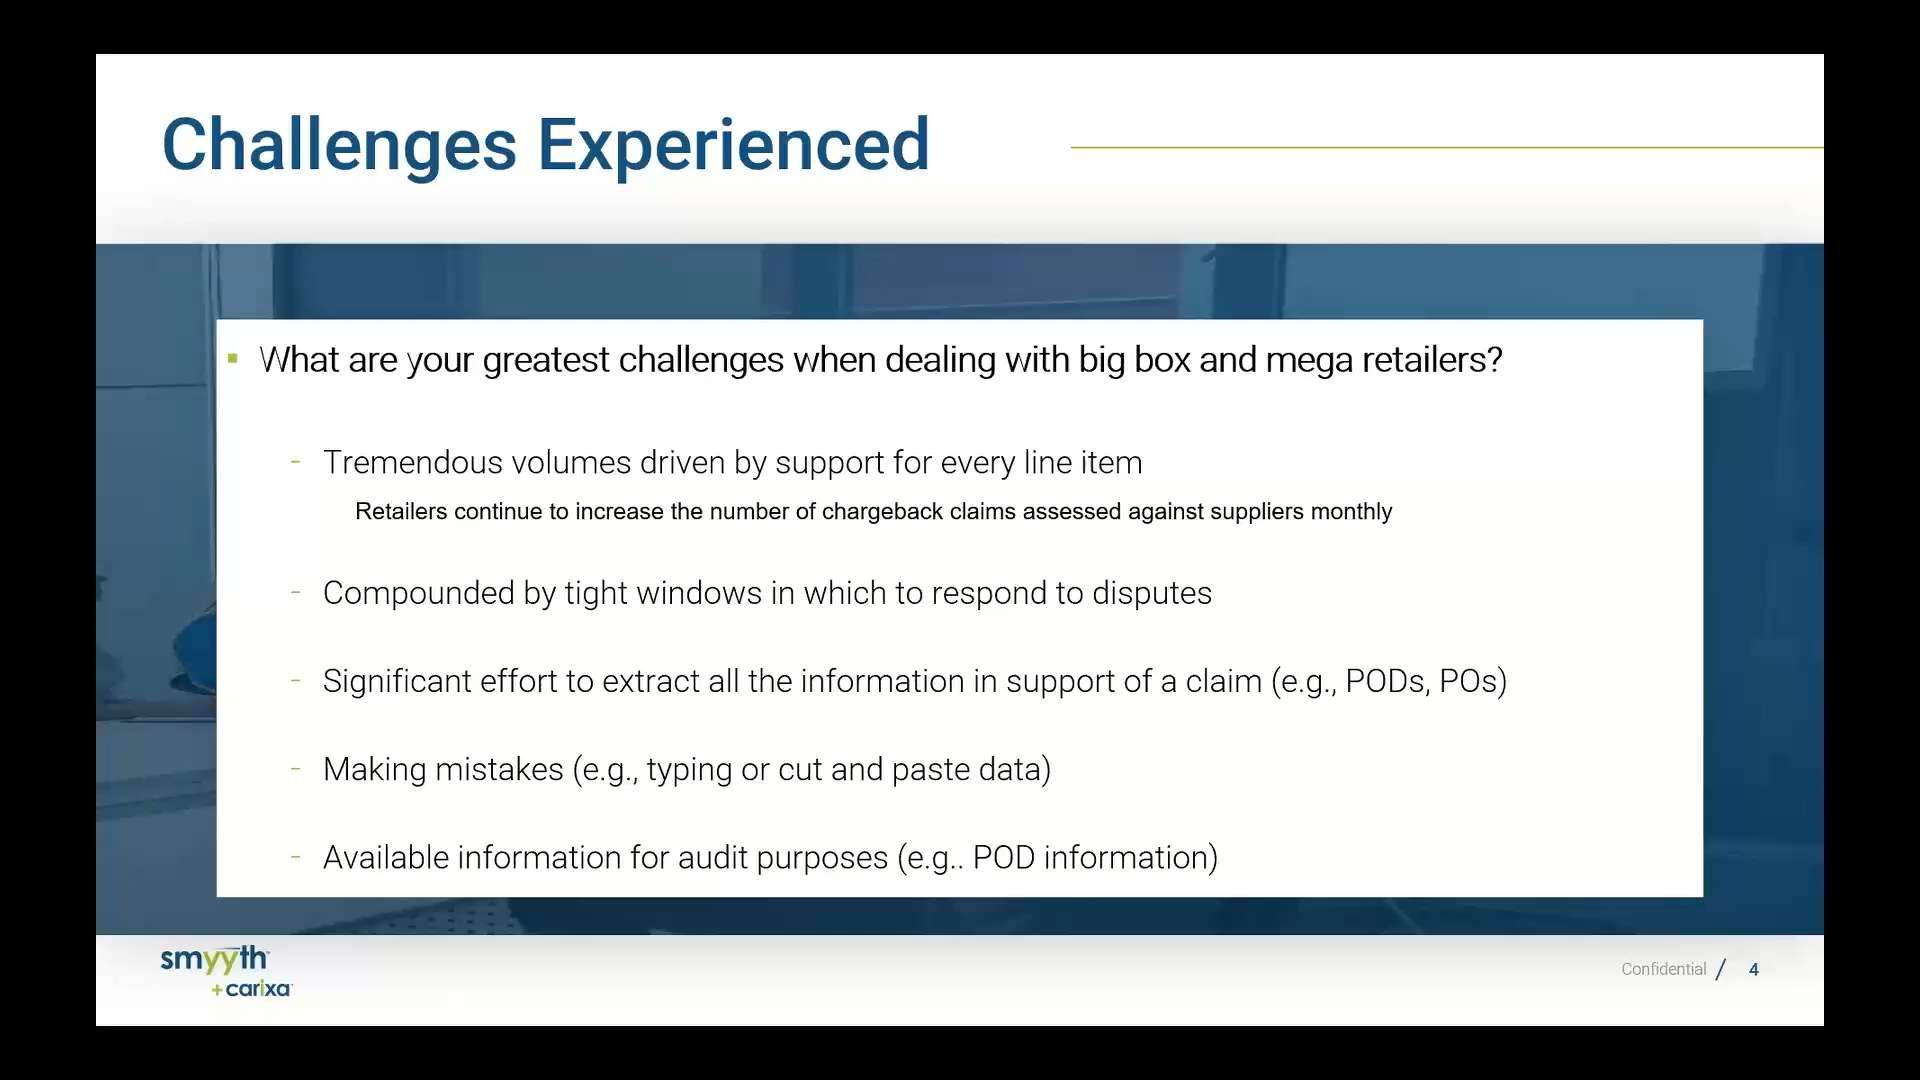 Challenges Experienced
▪ What are your greatest challenges when dealing with big box and mega retailers?
- Tremendous volumes driven by support for every line item
Retailers continue to increase the number of chargeback claims assessed against suppliers monthly
- Compounded by tight windows in which to respond to disputes
- Significant effort to extract all the information in support of a claim (e.g., PODs, POs)
- Making mistakes (e.g., typing or cut and paste data)
- Available information for audit purposes (e.g.. POD information)
smyyth
+carixa
Confidential / 4